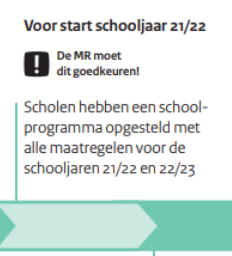 Voor start schooljaar 21/22
De MR moet
dit goedkeuren!
Scholen hebben een school-
programma opgesteld met
alle maatregelen voor de
schooljaren 21/22 en 22/23